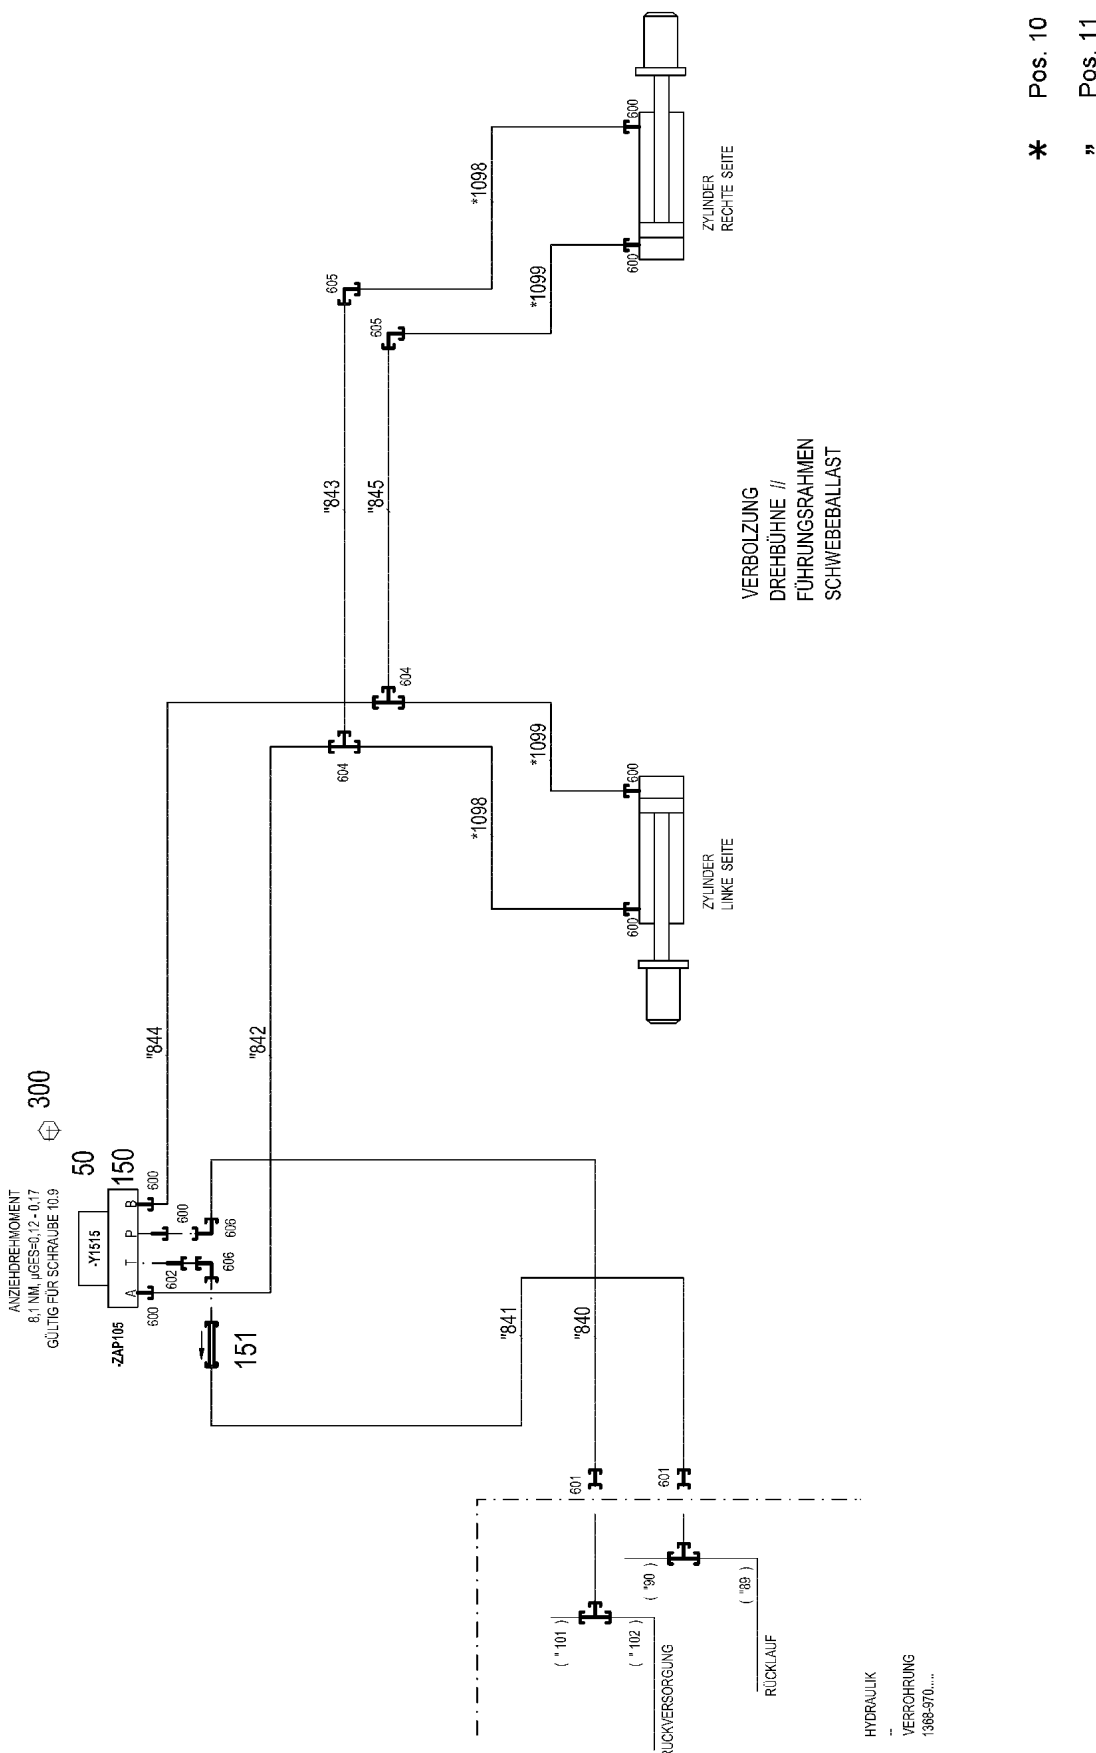 * Pos. 10
" Pos. 11
600
*1098
ZYLINDER
RECHTE SEITE
600
*1099
605
605
"843
"845
VERBOLZUNG
DREHBÜHNE //
FÜHRUNGSRAHMEN
SCHWEBEBALLAST
604
604
*1099
*1098
600
600
ZYLINDER
LINKE SEITE
"844
"842
300
ANZIEHDREHMOMENT
8,1 NM, µGES=0,12 - 0,17
GÜLTIG FÜR SCHRAUBE 10.9
50
150
-Y1515
-ZAP105
A T P B
600
600
600
602
606
606
151
"841
"840
601
601
( "101 )
( "102 )
( "90 )
( "89 )
RÜCKLAUF
HYDRAULIK
--
VERROHRUNG
1368-970.....